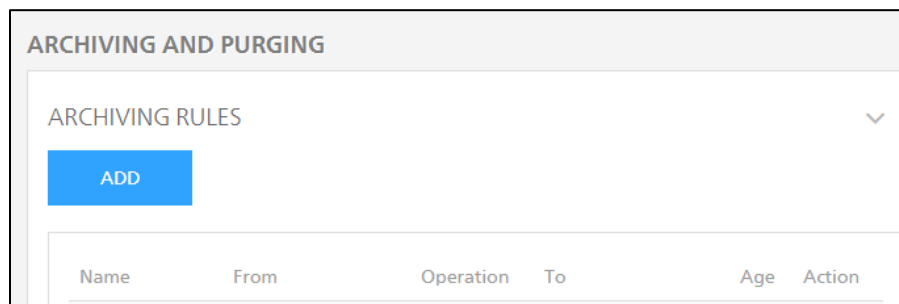 ARCHIVING AND PURGING
ARCHIVING RULES
ADD
Name From Operation To Age Action